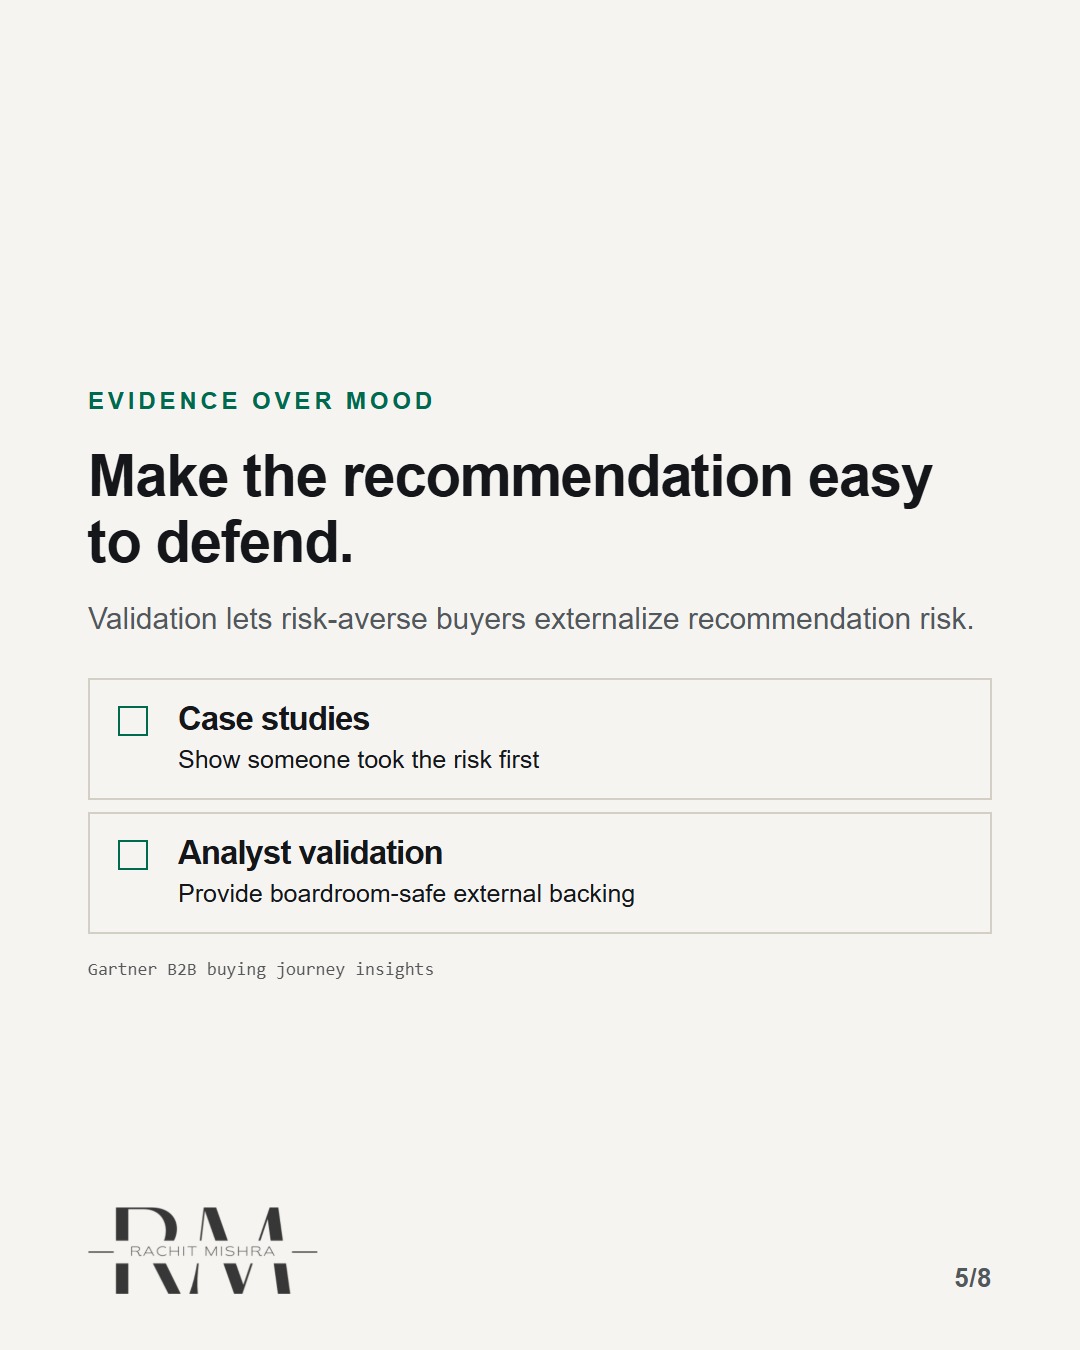 EVIDENCE OVER MOOD
Make the recommendation easy
to defend.
Validation lets risk-averse buyers externalize recommendation risk.
Case studies
Show someone took the risk first
Analyst validation
Provide boardroom-safe external backing
Gartner B2B buying journey insights
RM
RACHIT MISHRA
5/8